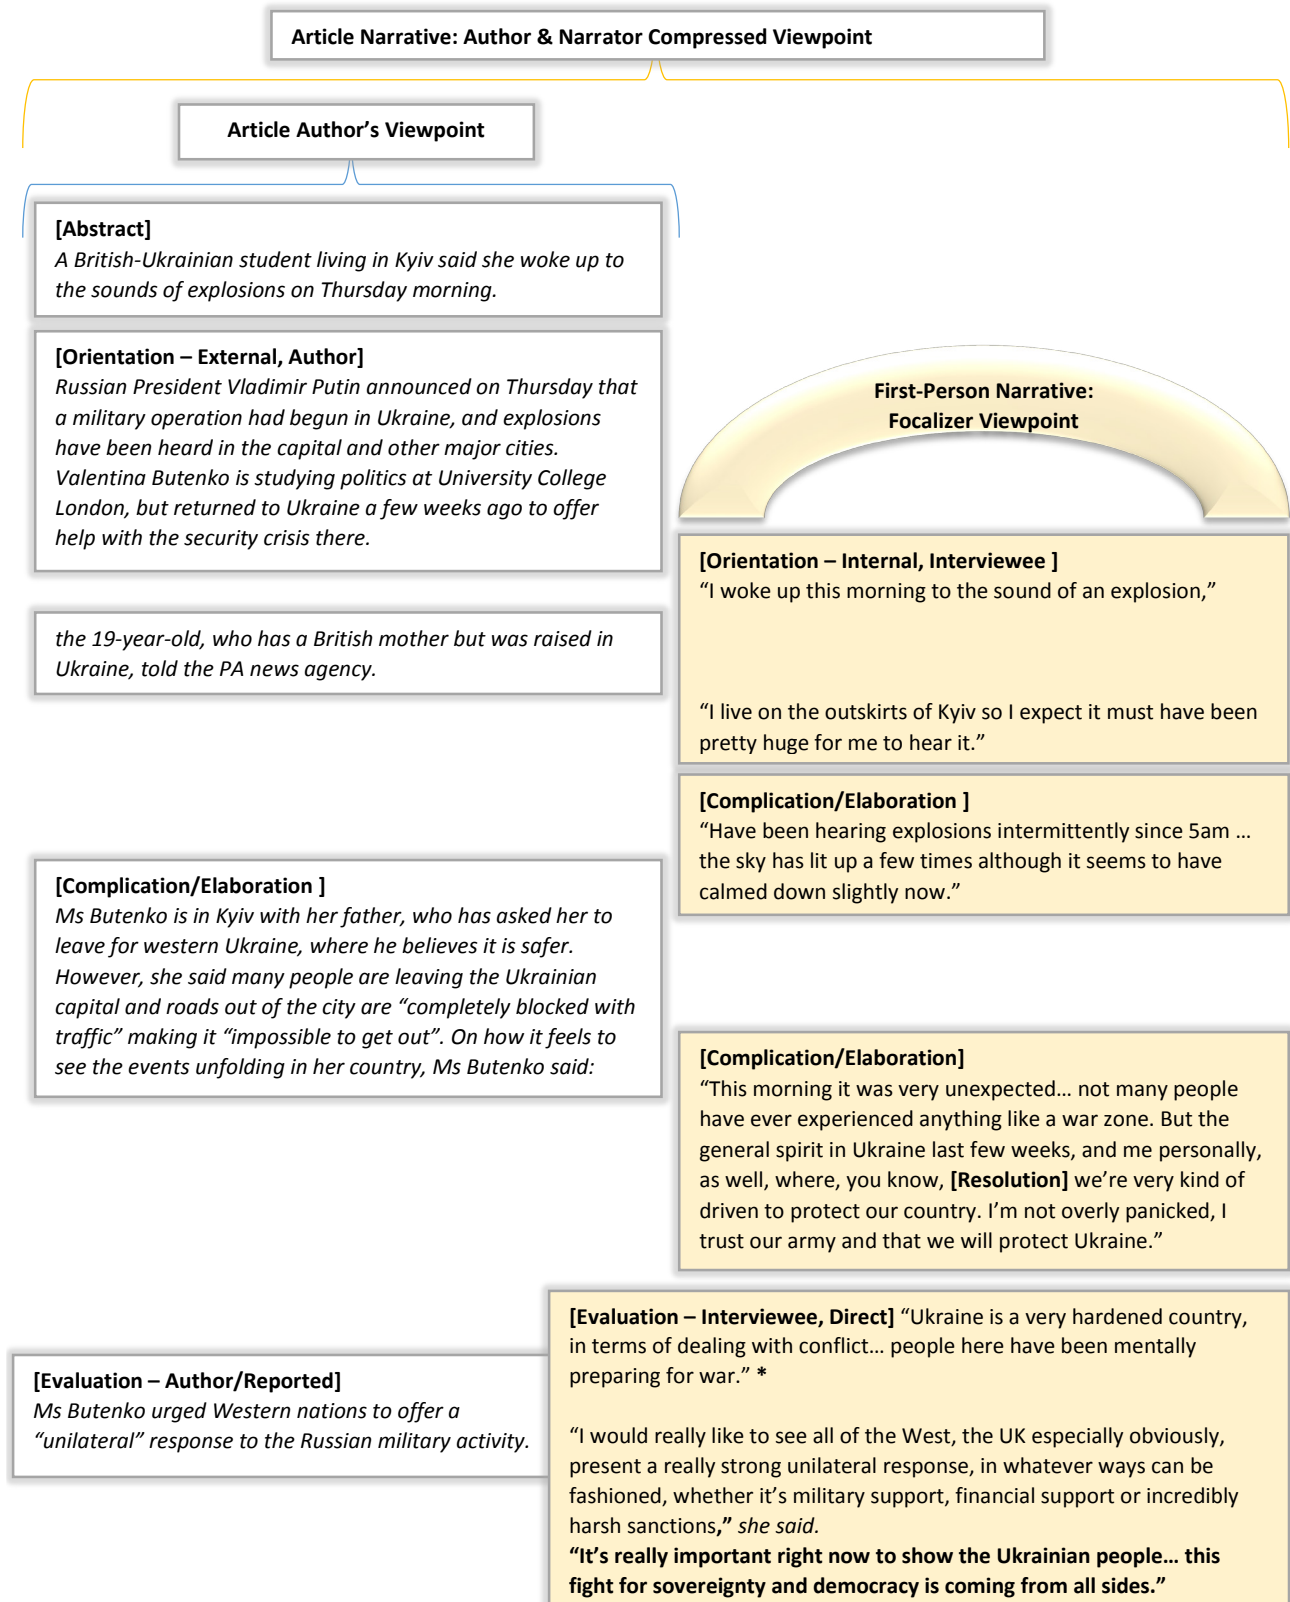 Article Narrative: Author & Narrator Compressed Viewpoint
Article Author’s Viewpoint
[Abstract]
A British-Ukrainian student living in Kyiv said she woke up to
the sounds of explosions on Thursday morning.
[Orientation – External, Author]
Russian President Vladimir Putin announced on Thursday that
a military operation had begun in Ukraine, and explosions
have been heard in the capital and other major cities.
Valentina Butenko is studying politics at University College
London, but returned to Ukraine a few weeks ago to offer
help with the security crisis there.
First-Person Narrative:
Focalizer Viewpoint
[Orientation – Internal, Interviewee ]
“I woke up this morning to the sound of an explosion,”
the 19-year-old, who has a British mother but was raised in
Ukraine, told the PA news agency.
“I live on the outskirts of Kyiv so I expect it must have been
pretty huge for me to hear it.”
[Complication/Elaboration ]
“Have been hearing explosions intermittently since 5am …
the sky has lit up a few times although it seems to have
calmed down slightly now.”
[Complication/Elaboration ]
Ms Butenko is in Kyiv with her father, who has asked her to
leave for western Ukraine, where he believes it is safer.
However, she said many people are leaving the Ukrainian
capital and roads out of the city are “completely blocked with
traffic” making it “impossible to get out”. On how it feels to
see the events unfolding in her country, Ms Butenko said:
[Complication/Elaboration]
“This morning it was very unexpected… not many people
have ever experienced anything like a war zone. But the
general spirit in Ukraine last few weeks, and me personally,
as well, where, you know, [Resolution] we’re very kind of
driven to protect our country. I’m not overly panicked, I
trust our army and that we will protect Ukraine.”
[Evaluation – Interviewee, Direct] “Ukraine is a very hardened country,
in terms of dealing with conflict… people here have been mentally
preparing for war.” *
[Evaluation – Author/Reported]
Ms Butenko urged Western nations to offer a
“unilateral” response to the Russian military activity.
“I would really like to see all of the West, the UK especially obviously,
present a really strong unilateral response, in whatever ways can be
fashioned, whether it’s military support, financial support or incredibly
harsh sanctions,” she said.
“It’s really important right now to show the Ukrainian people… this
fight for sovereignty and democracy is coming from all sides.”